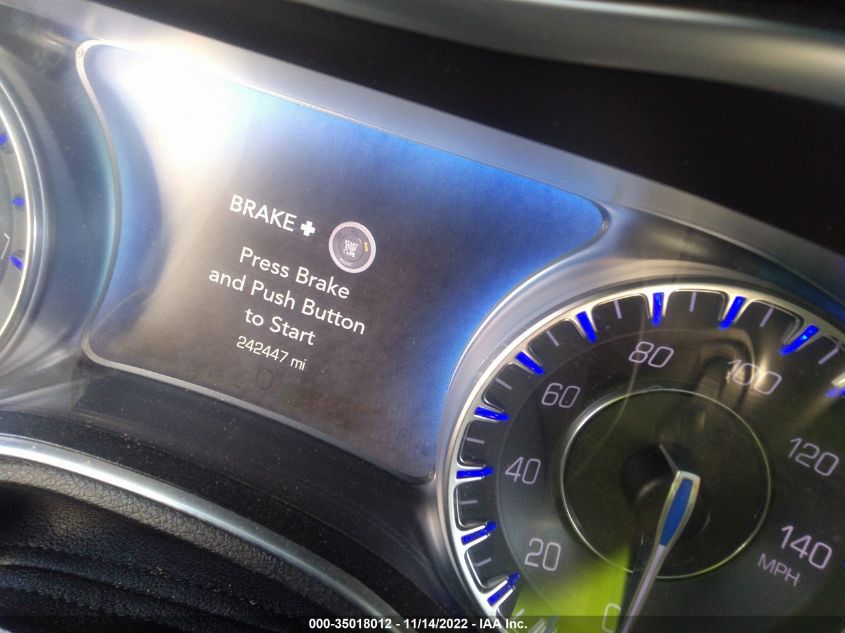 BRAKE +
Press Brake
and Push Button
to Start
242447 mi
20
40
60
80
100
120
140
MPH
0
000-35018012 - 11/14/2022 - IAA Inc.